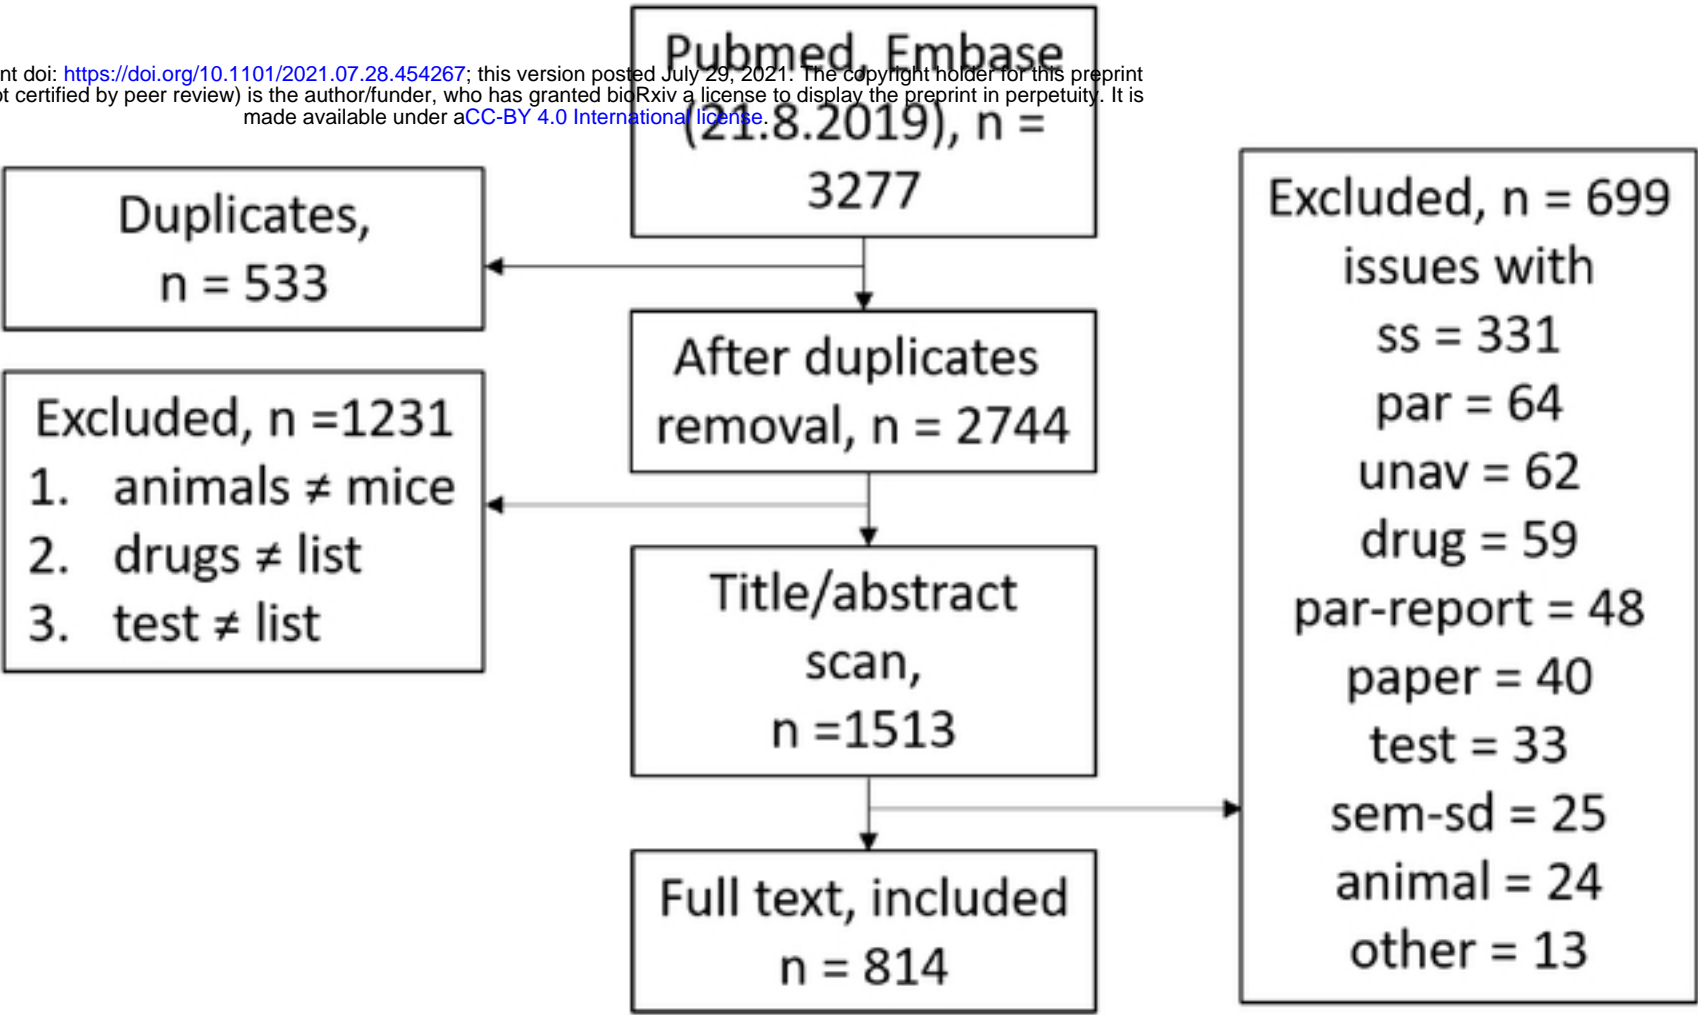 Pubmed, Embase
nt doi: https://doi.org/10.1101/2021.07.28.454267; this version posted July 29, 2021. The copyright holder for this preprint
ot certified by peer review) is the author/funder, who has granted bioRxiv a license to display the preprint in perpetuity. It is
made available under aCC-BY 4.0 International license.
(21.8.2019), n =
3277
Duplicates,
n = 533
After duplicates
removal, n = 2744
Excluded, n =1231
1. animals ≠ mice
2. drugs ≠ list
3. test ≠ list
Title/abstract
scan,
n =1513
Excluded, n = 699
issues with
ss = 331
par = 64
unav = 62
drug = 59
par-report = 48
paper = 40
test = 33
sem-sd = 25
animal = 24
other = 13
Full text, included
n = 814